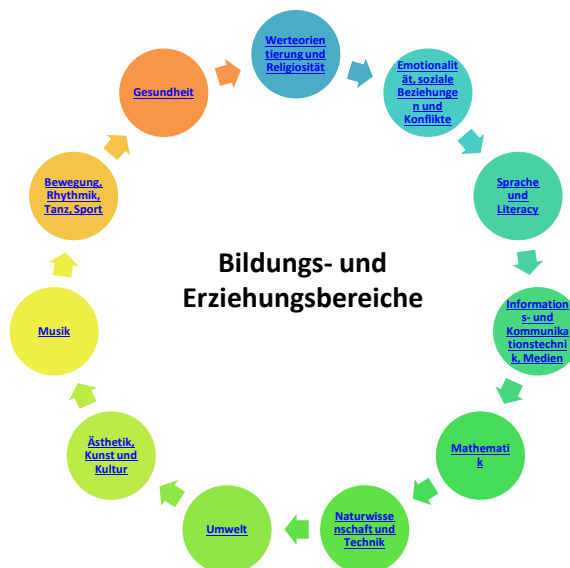 Werteorien
tierung und
Religiosität
Emotionalit
ät, soziale
Beziehunge
n und
Konflikte
Sprache
und
Literacy
Information
s- und
Kommunika
tionstechni
k, Medien
Mathemati
k
Naturwisse
nschaft und
Technik
Umwelt
Ästhetik,
Kunst und
Kultur
Musik
Bewegung,
Rhythmik,
Tanz, Sport
Gesundheit
Bildungs- und
Erziehungsbereiche